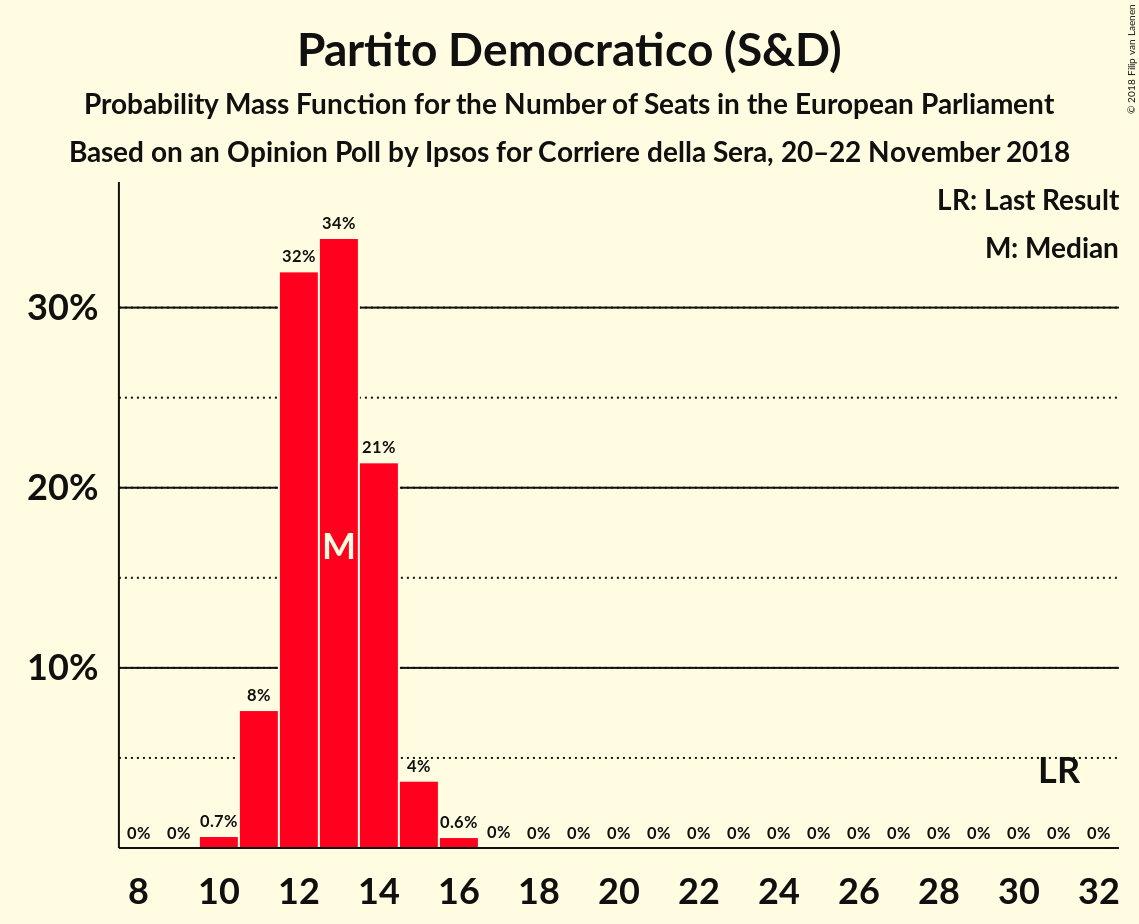 Partito Democratico (S&D)
Probability Mass Function for the Number of Seats in the European Parliament
Based on an Opinion Poll by Ipsos for Corriere della Sera, 20–22 November 2018
© 2018 Filip van Laenen
LR: Last Result
M: Median
34%
32%
30%
21%
20%
M
10%
8%
4%
LR
0% 0% 0.7% 0.6% 0% 0% 0% 0% 0% 0% 0% 0% 0% 0% 0% 0% 0% 0% 0%
8 10 12 14 16 18 20 22 24 26 28 30 32